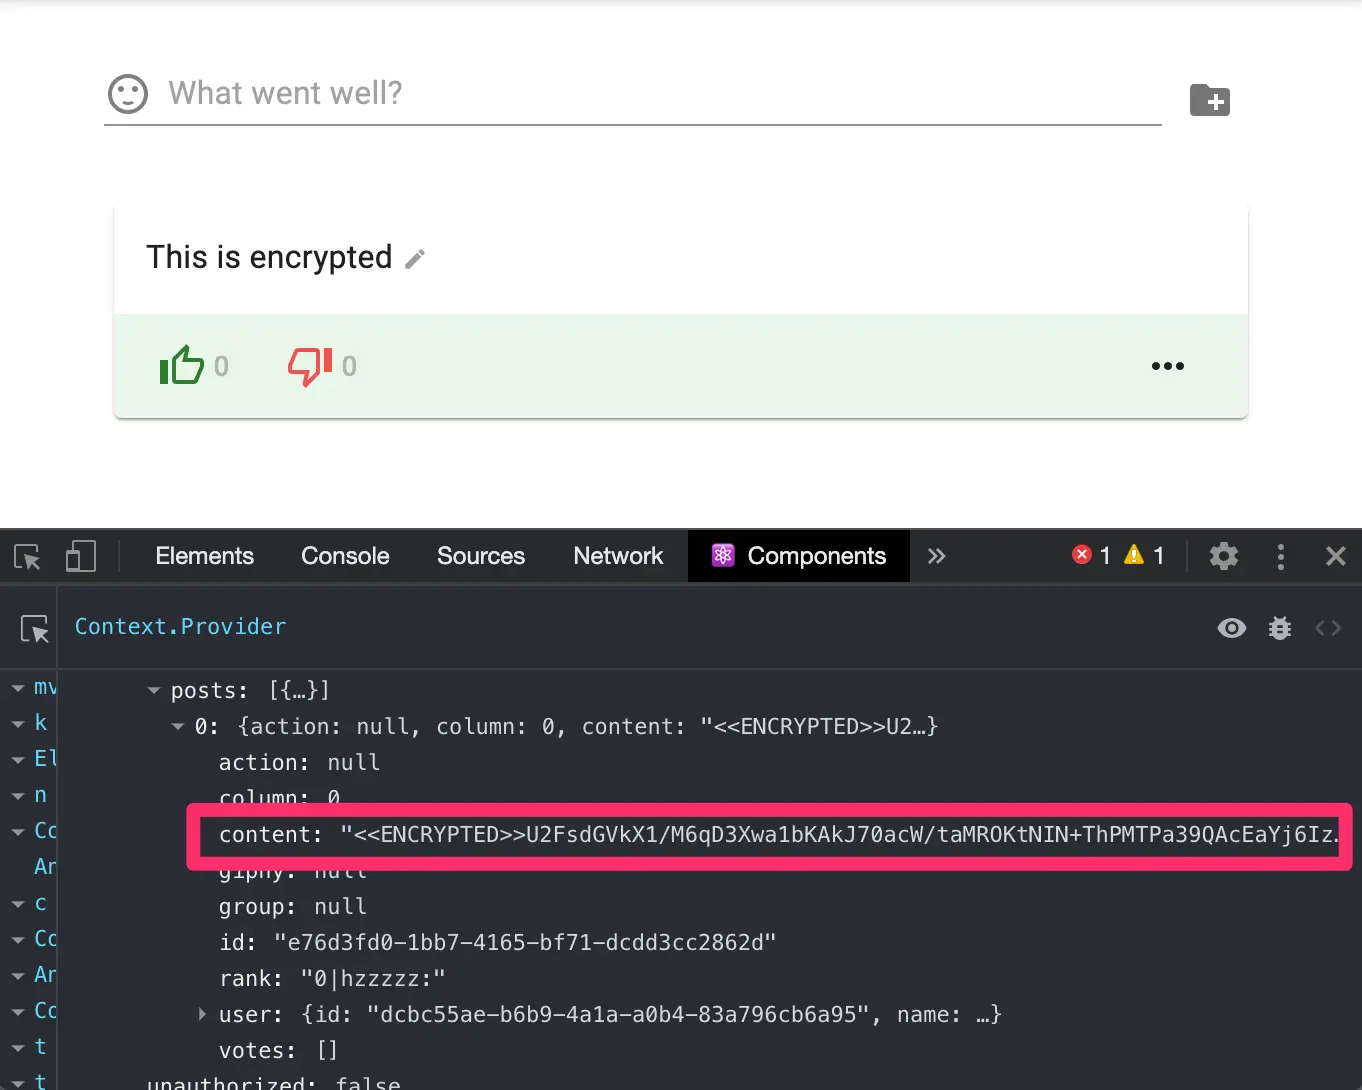 What went well?
This is encrypted
0 0
Elements Console Sources Network Components 1 1
Context.Provider
mv posts: [{…}]
k 0: {action: null, column: 0, content: "<<ENCRYPTED>>U2…}
El action: null
n column: 0
Co content: "<<ENCRYPTED>>U2FsdGVkX1/M6qD3Xwa1bKAkJ70acW/taMROKtNIN+ThPMTPa39QAcEaYj6Iz…
An giphy: null
c group: null
Co id: "e76d3fd0-1bb7-4165-bf71-dcdd3cc2862d"
An rank: "0|hzzzzz:"
Co user: {id: "dcbc55ae-b6b9-4a1a-a0b4-83a796cb6a95", name: …}
t votes: []
t unauthorized: false